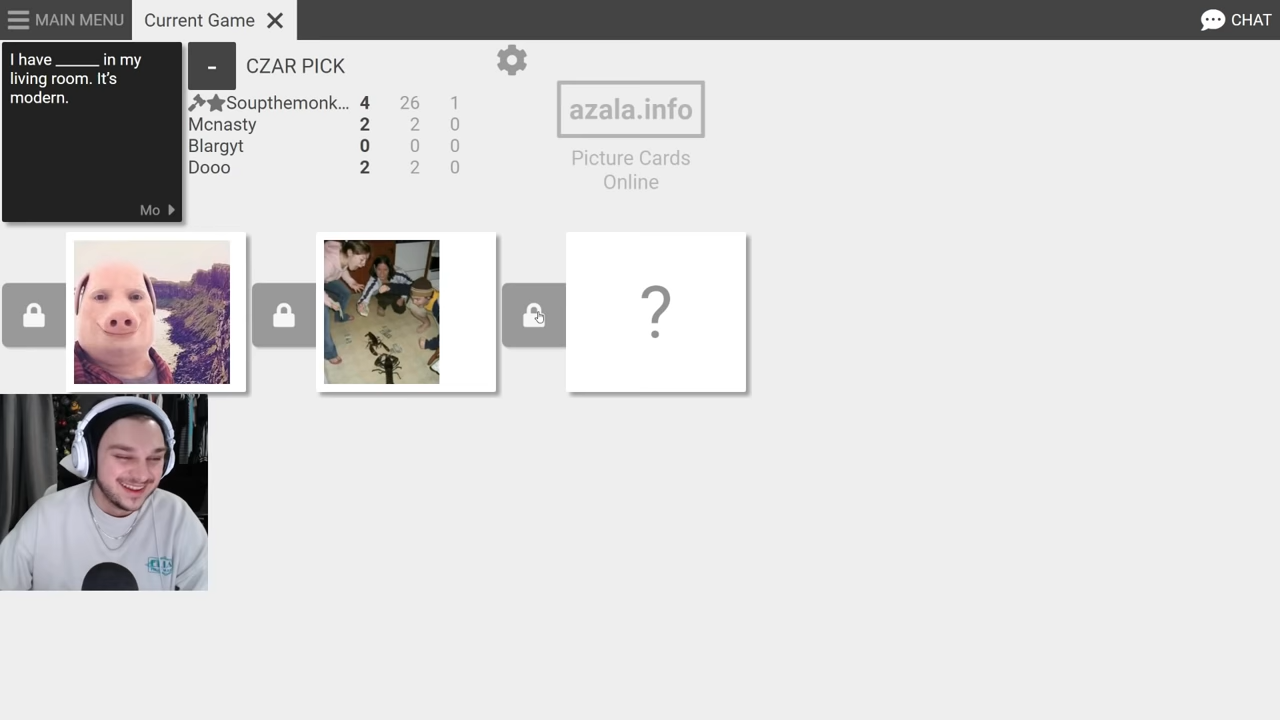 MAIN MENU
Current Game
CHAT
I have ______ in my
living room. It's
modern.
Mo
-
CZAR PICK
Soupthemonk... 4 26 1
Mcnasty 2 2 0
Blargyt 0 0 0
Dooo 2 2 0
azala.info
Picture Cards
Online
?